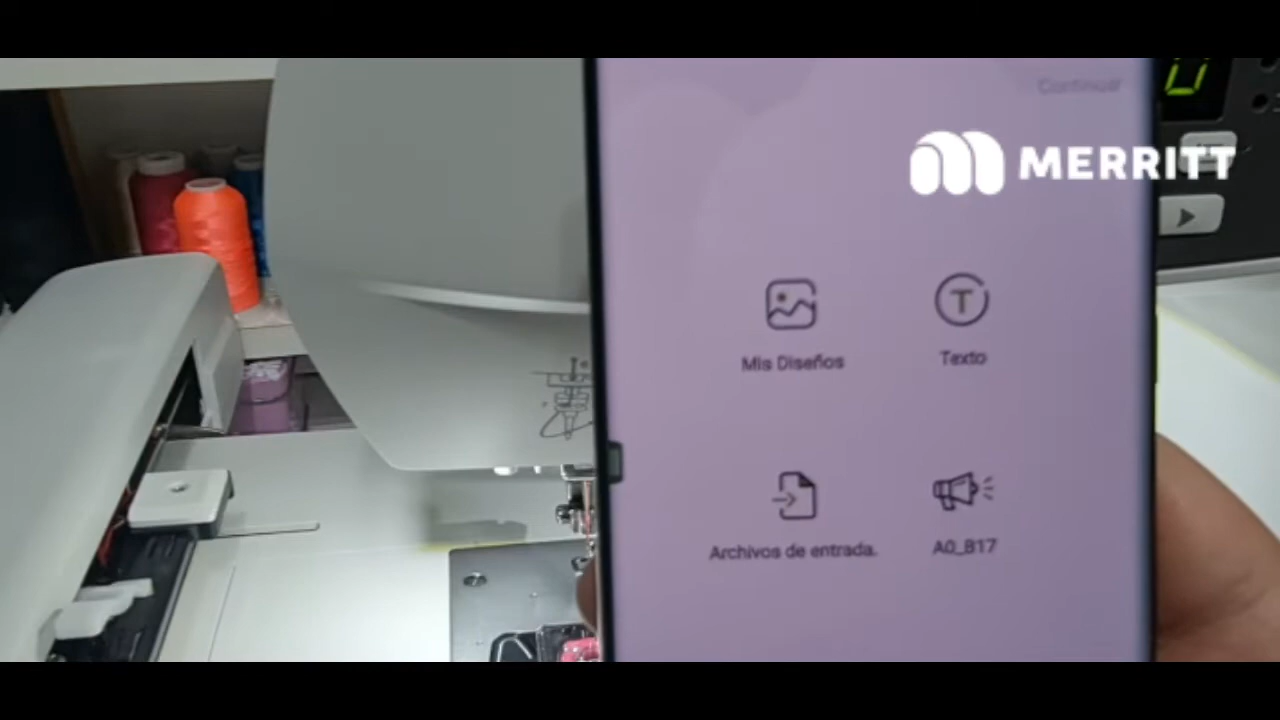 Continuar
MERRITT
Mis Diseños
Texto
Archivos de entrada.
A0_B17